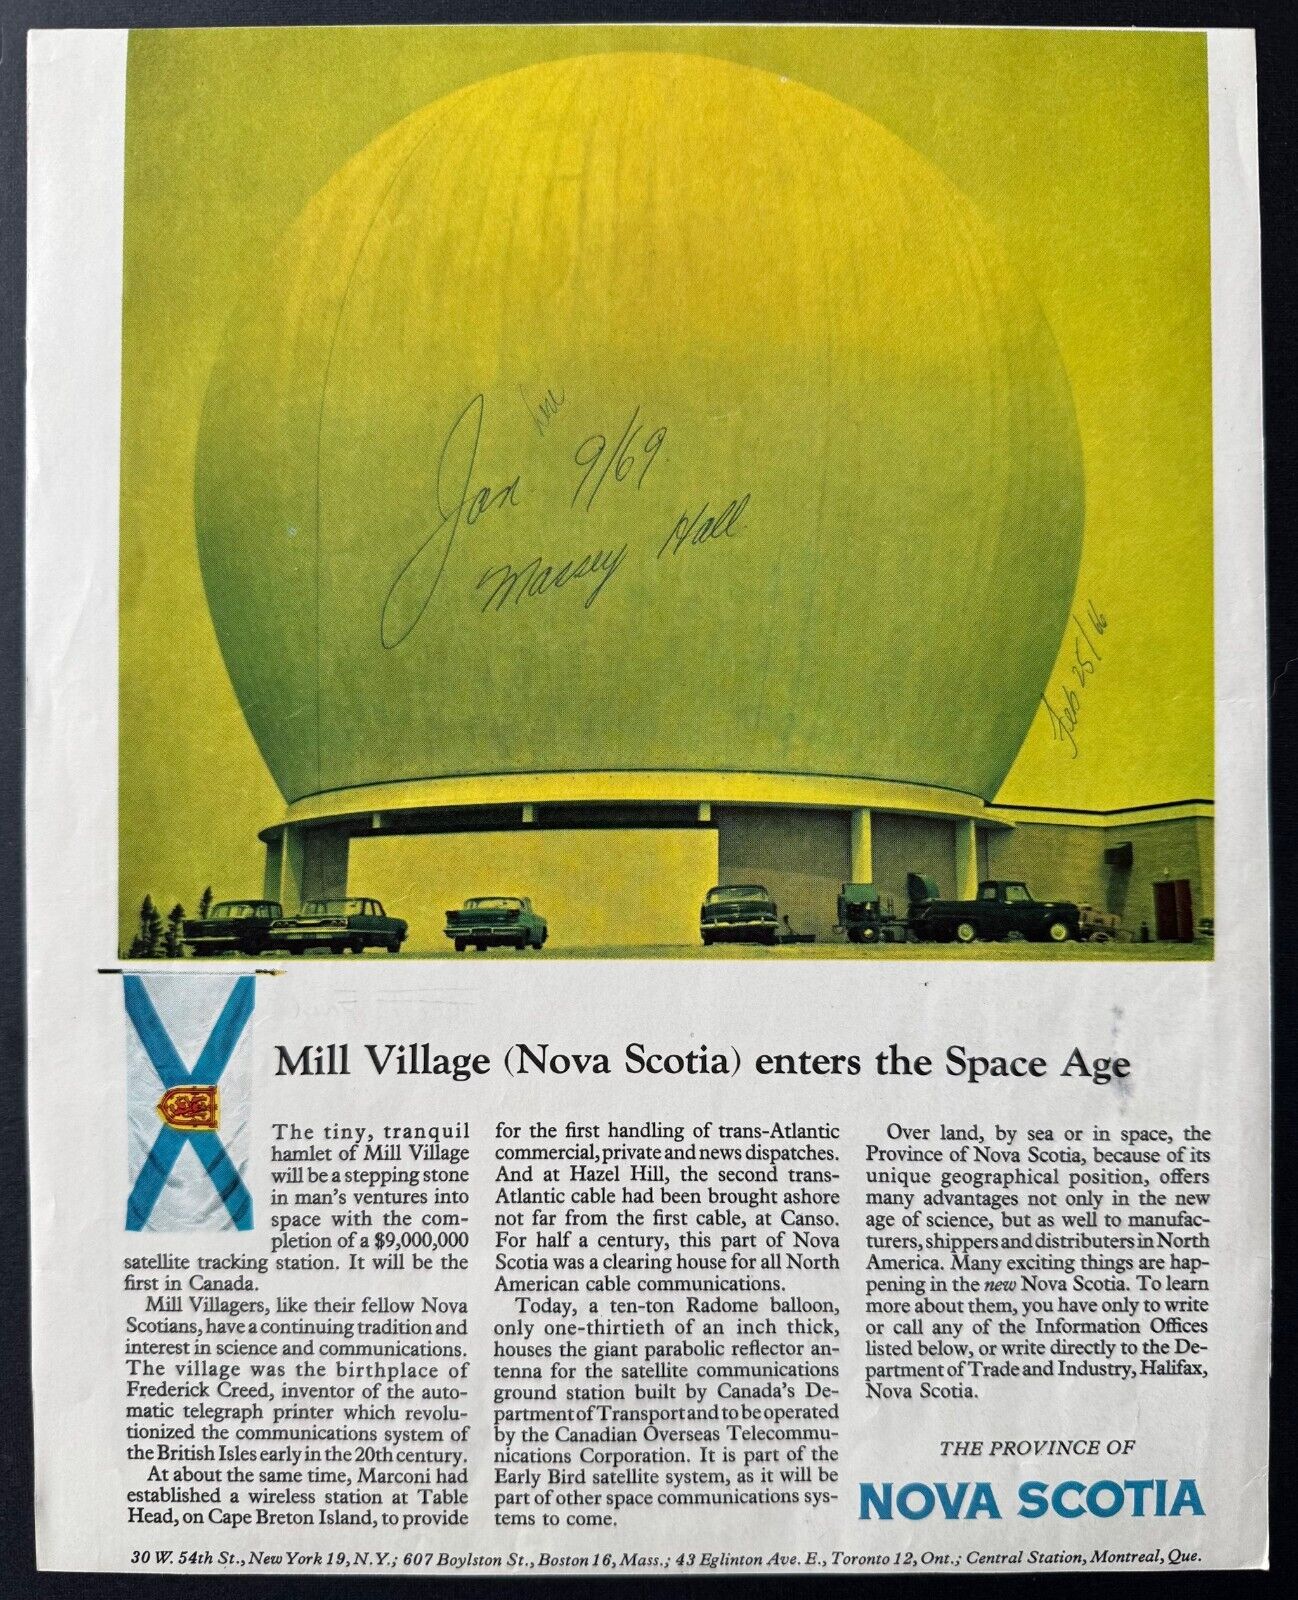 Jan 9/69.
Massey Hall
Feb 25/66
Mill Village (Nova Scotia) enters the Space Age
The tiny, tranquil
hamlet of Mill Village
will be a stepping stone
in man's ventures into
space with the com-
pletion of a $9,000,000
satellite tracking station. It will be the
first in Canada.
Mill Villagers, like their fellow Nova
Scotians, have a continuing tradition and
interest in science and communications.
The village was the birthplace of
Frederick Creed, inventor of the auto-
matic telegraph printer which revolu-
tionized the communications system of
the British Isles early in the 20th century.
At about the same time, Marconi had
established a wireless station at Table
Head, on Cape Breton Island, to provide
for the first handling of trans-Atlantic
commercial, private and news dispatches.
And at Hazel Hill, the second trans-
Atlantic cable had been brought ashore
not far from the first cable, at Canso.
For half a century, this part of Nova
Scotia was a clearing house for all North
American cable communications.
Today, a ten-ton Radome balloon,
only one-thirtieth of an inch thick,
houses the giant parabolic reflector an-
tenna for the satellite communications
ground station built by Canada's De-
partment of Transport and to be operated
by the Canadian Overseas Telecommu-
nications Corporation. It is part of the
Early Bird satellite system, as it will be
part of other space communications sys-
tems to come.
Over land, by sea or in space, the
Province of Nova Scotia, because of its
unique geographical position, offers
many advantages not only in the new
age of science, but as well to manufac-
turers, shippers and distributers in North
America. Many exciting things are hap-
pening in the new Nova Scotia. To learn
more about them, you have only to write
or call any of the Information Offices
listed below, or write directly to the De-
partment of Trade and Industry, Halifax,
Nova Scotia.
THE PROVINCE OF
NOVA SCOTIA
30 W. 54th St., New York 19, N.Y.; 607 Boylston St., Boston 16, Mass.; 43 Eglinton Ave. E., Toronto 12, Ont.; Central Station, Montreal, Que.